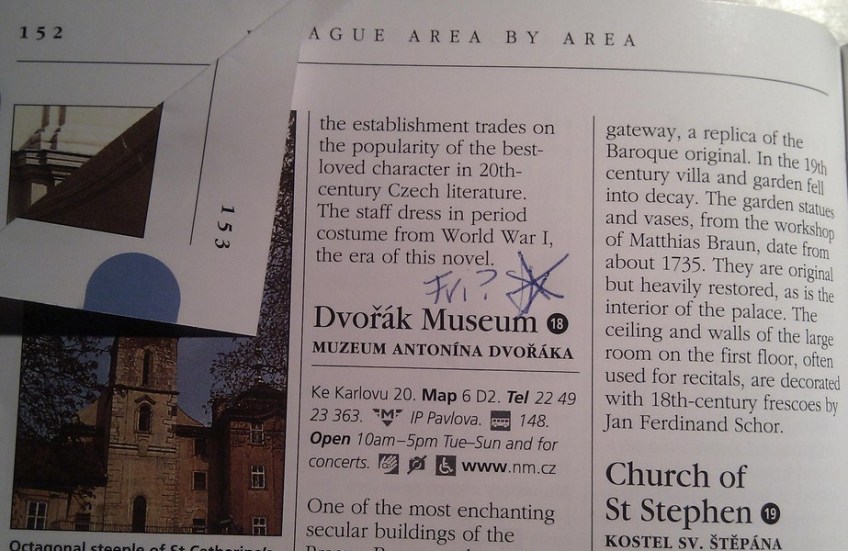 152
AGUE AREA BY AREA
153
the establishment trades on
the popularity of the best-
loved character in 20th-
century Czech literature.
The staff dress in period
costume from World War I,
the era of this novel.
Fri?
Dvořák Museum 18
MUZEUM ANTONÍNA DVOŘÁKA
Ke Karlovu 20. Map 6 D2. Tel 22 49
23 363. M IP Pavlova. 148.
Open 10am–5pm Tue–Sun and for
concerts. www.nm.cz
One of the most enchanting
secular buildings of the
gateway, a replica of the
Baroque original. In the 19th
century villa and garden fell
into decay. The garden statues
and vases, from the workshop
of Matthias Braun, date from
about 1735. They are original
but heavily restored, as is the
interior of the palace. The
ceiling and walls of the large
room on the first floor, often
used for recitals, are decorated
with 18th-century frescoes by
Jan Ferdinand Schor.
Church of
St Stephen 19
KOSTEL SV. ŠTĚPÁNA
Octagonal steeple of St Catherine's